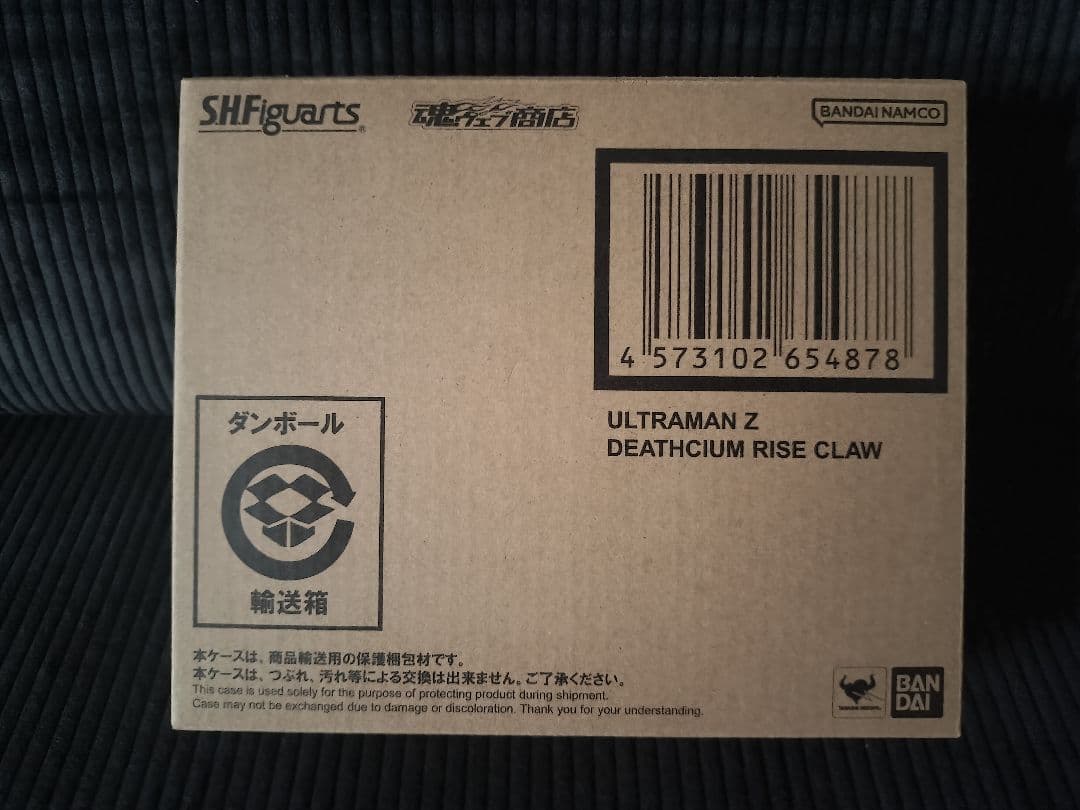 S.H.Figuarts®
魂ウェブ商店
BANDAI NAMCO
4 573102 654878
ULTRAMAN Z
DEATHCIUM RISE CLAW
ダンボール
輸送箱
本ケースは、商品輸送用の保護梱包材です。
本ケースは、つぶれ、汚れ等による交換は出来ません。ご了承ください。
This case is used solely for the purpose of protecting product during shipment.
Case may not be exchanged due to damage or discoloration. Thank you for your understanding.
BAN
DAI